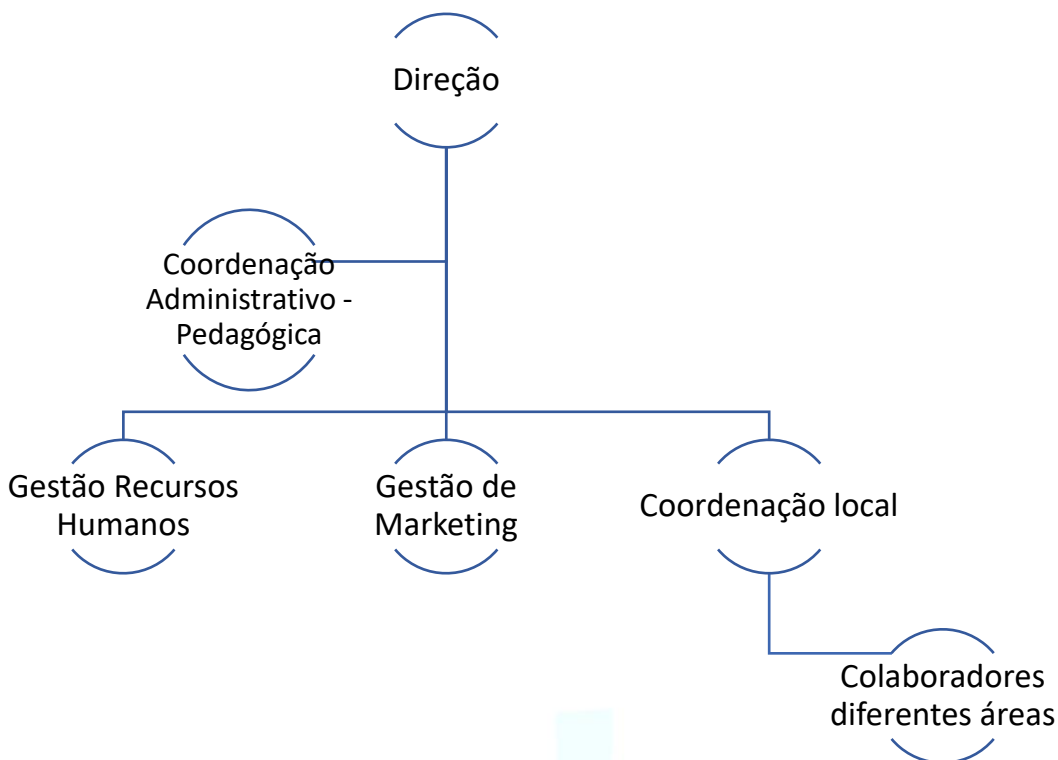 Direção
Coordenação
Administrativo -
Pedagógica
Gestão Recursos
Humanos
Gestão de
Marketing
Coordenação local
Colaboradores
diferentes áreas